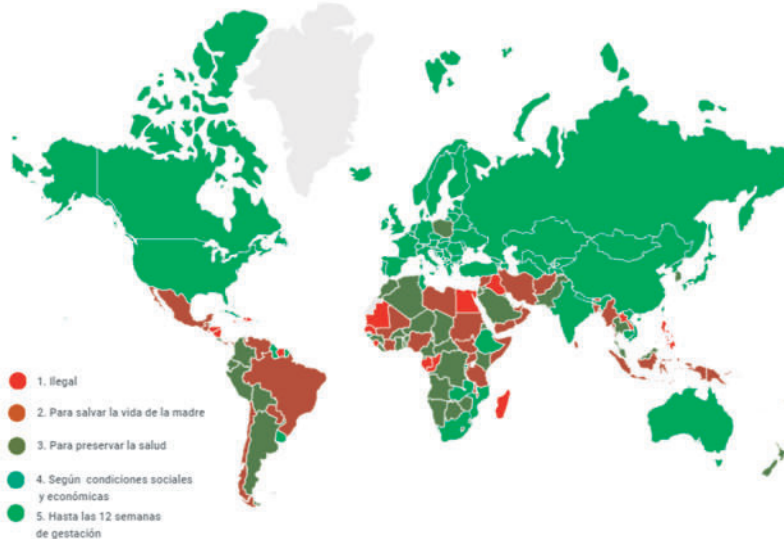 1. Ilegal
2. Para salvar la vida de la madre
3. Para preservar la salud
4. Según condiciones sociales
y económicas
5. Hasta las 12 semanas
de gestación